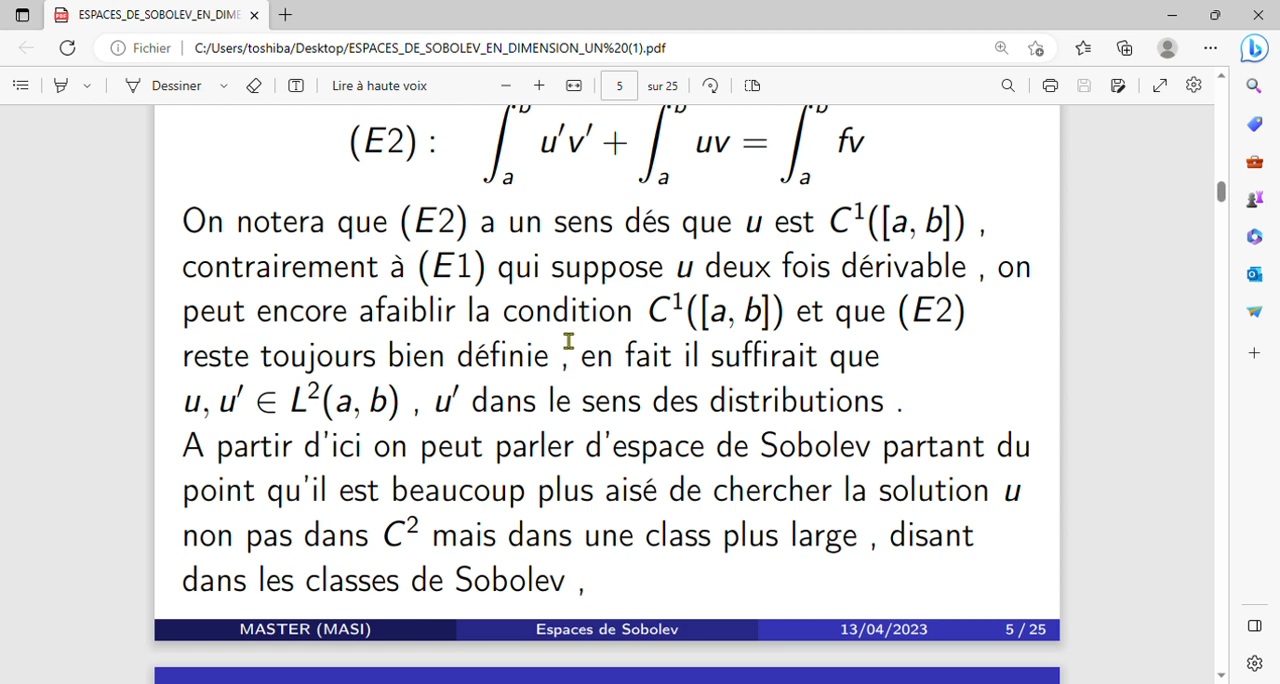 ESPACES_DE_SOBOLEV_EN_DIME
Fichier C:/Users/toshiba/Desktop/ESPACES_DE_SOBOLEV_EN_DIMENSION_UN%20(1).pdf
Dessiner Lire à haute voix 5 sur 25
(E2) : ∫_a^b u′v′ + ∫_a^b uv = ∫_a^b fv
On notera que (E2) a un sens dés que u est C¹([a, b]) ,
contrairement à (E1) qui suppose u deux fois dérivable , on
peut encore afaiblir la condition C¹([a, b]) et que (E2)
reste toujours bien définie , en fait il suffirait que
u, u′ ∈ L²(a, b) , u′ dans le sens des distributions .
A partir d'ici on peut parler d'espace de Sobolev partant du
point qu'il est beaucoup plus aisé de chercher la solution u
non pas dans C² mais dans une class plus large , disant
dans les classes de Sobolev ,
MASTER (MASI) Espaces de Sobolev 13/04/2023 5 / 25